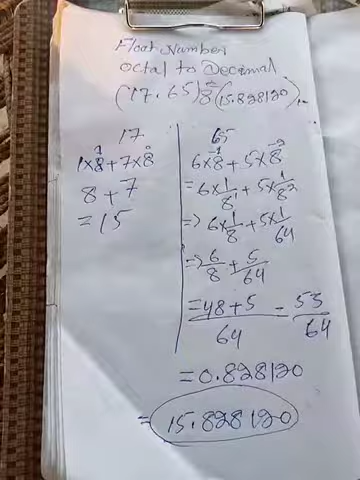 Float Number
Octal to Decimal
(17.65)₈ = (15.828120)₁₀
17
1×8¹+7×8⁰
8+7
=15
65
6×8⁻¹+5×8⁻²
=6×1/8¹+5×1/8²
=>6×1/8+5×1/64
=>6/8+5/64
=48+5/64 = 53/64
=0.828120
=15.828120